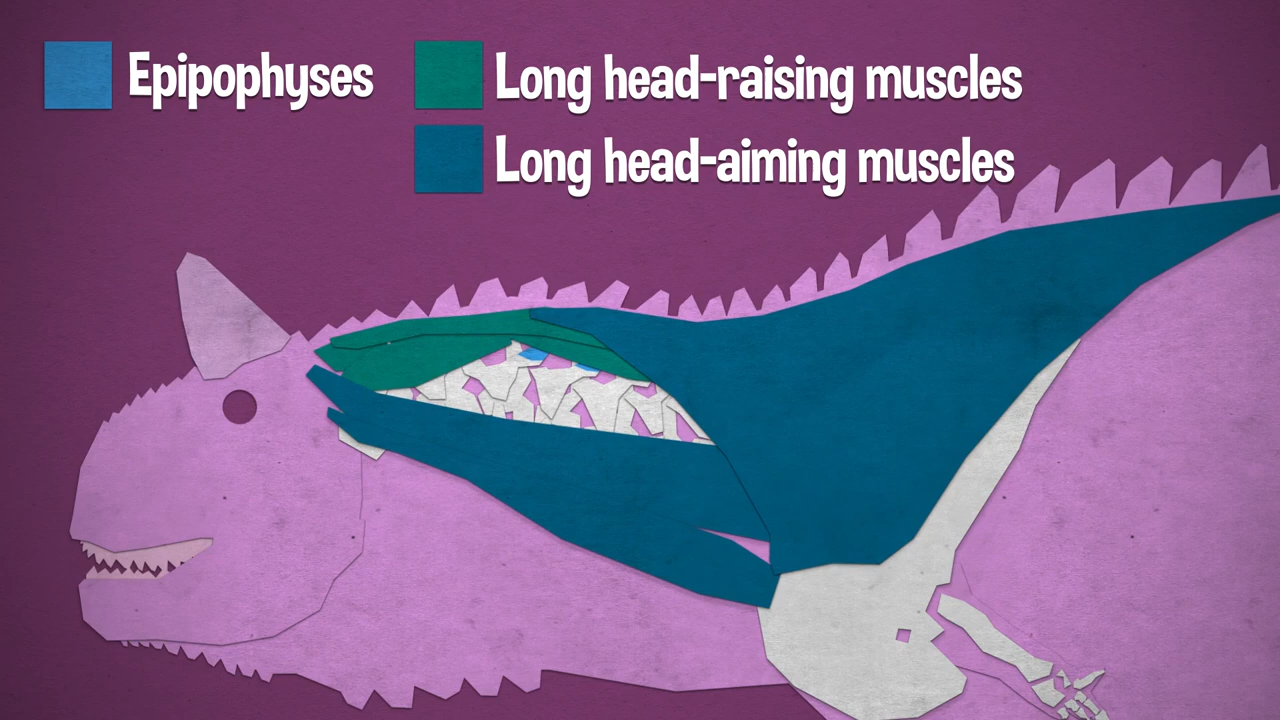 Epipophyses
Long head-raising muscles
Long head-aiming muscles